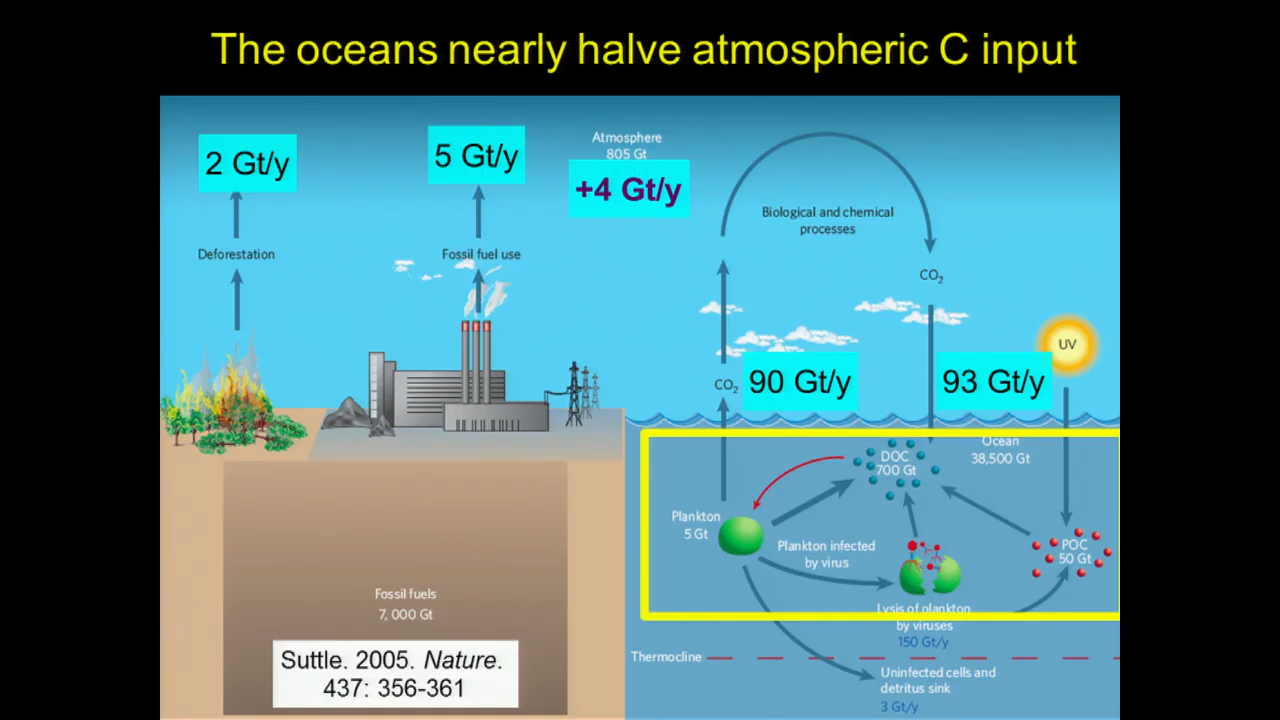 The oceans nearly halve atmospheric C input
2 Gt/y
5 Gt/y
Atmosphere
805 Gt
+4 Gt/y
Deforestation
Fossil fuel use
Biological and chemical
processes
CO₂
UV
CO₂
90 Gt/y
93 Gt/y
Ocean
38,500 Gt
DOC
700 Gt
Plankton
5 Gt
Plankton infected
by virus
POC
50 Gt
Lysis of plankton
by viruses
150 Gt/y
Fossil fuels
7, 000 Gt
Thermocline
Uninfected cells and
detritus sink
3 Gt/y
Suttle. 2005. Nature.
437: 356-361